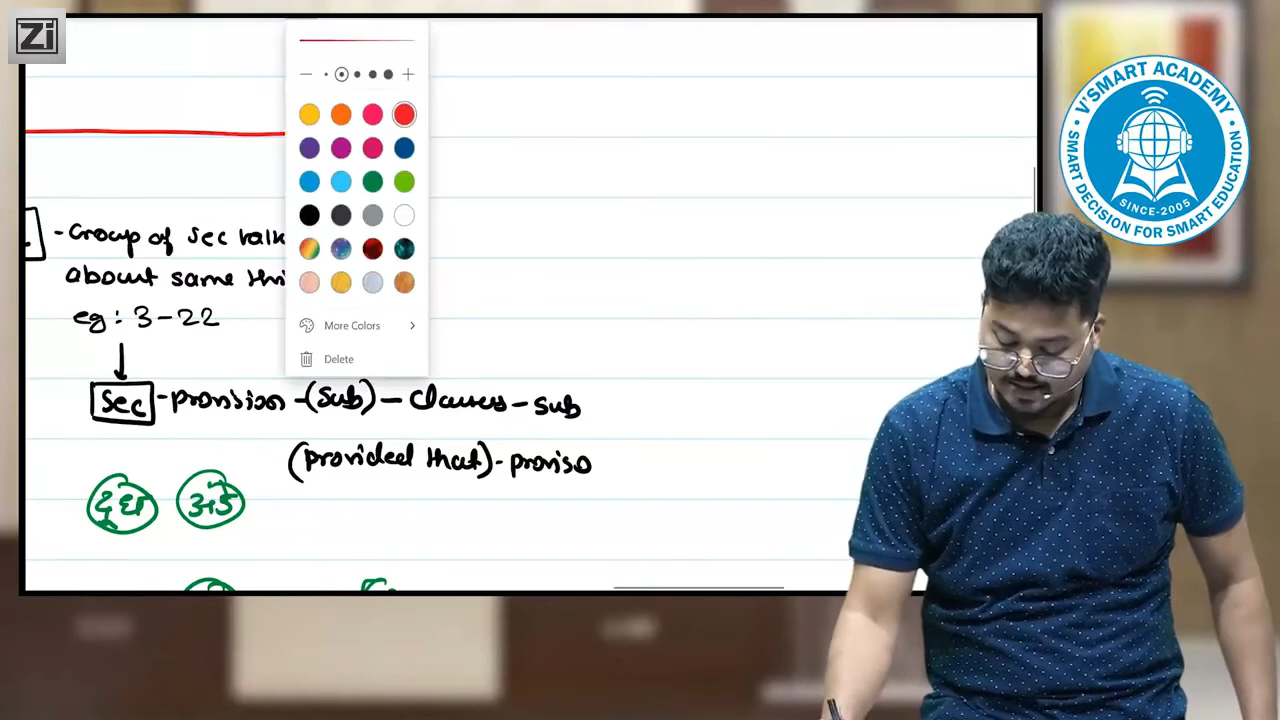 Zi
V'SMART ACADEMY
SINCE-2005
SMART DECISION FOR SMART EDUCATION
More Colors
Delete
-Group of sec talk
about same thi
eg: 3-22
Sec -provision -(sub) - clauses - sub
(provided that) - proviso
दूध अंडे